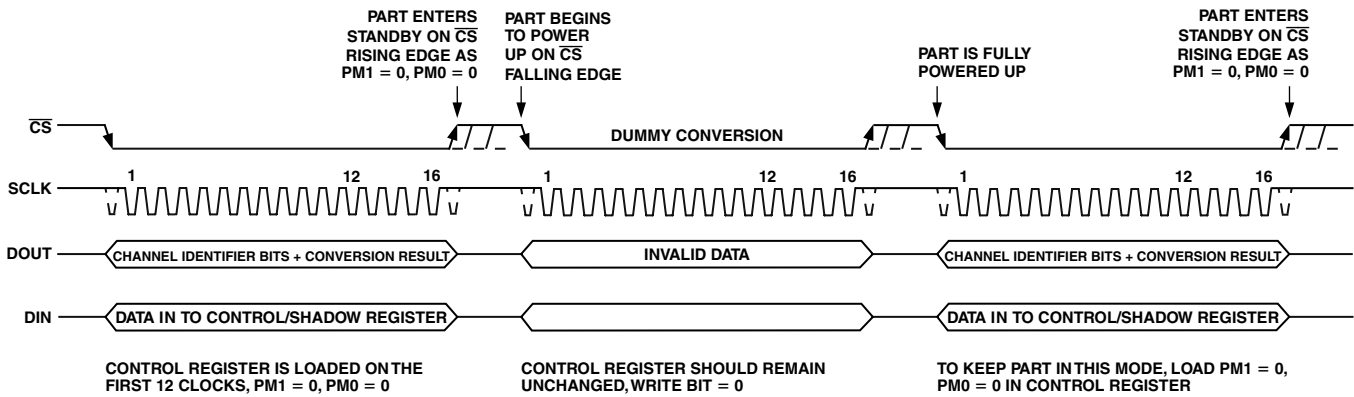 PART ENTERS
STANDBY ON CS
RISING EDGE AS
PM1 = 0, PM0 = 0
PART BEGINS
TO POWER
UP ON CS
FALLING EDGE
PART IS FULLY
POWERED UP
PART ENTERS
STANDBY ON CS
RISING EDGE AS
PM1 = 0, PM0 = 0
CS
DUMMY CONVERSION
SCLK
1 12 16
1 12 16
1 12 16
DOUT
CHANNEL IDENTIFIER BITS + CONVERSION RESULT
INVALID DATA
CHANNEL IDENTIFIER BITS + CONVERSION RESULT
DIN
DATA IN TO CONTROL/SHADOW REGISTER
DATA IN TO CONTROL/SHADOW REGISTER
CONTROL REGISTER IS LOADED ON THE
FIRST 12 CLOCKS, PM1 = 0, PM0 = 0
CONTROL REGISTER SHOULD REMAIN
UNCHANGED, WRITE BIT = 0
TO KEEP PART IN THIS MODE, LOAD PM1 = 0,
PM0 = 0 IN CONTROL REGISTER